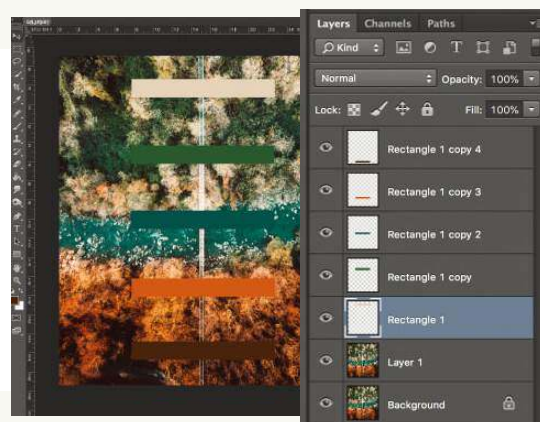 Layers Channels Paths
Kind
Normal Opacity: 100%
Lock: Fill: 100%
Rectangle 1 copy 4
Rectangle 1 copy 3
Rectangle 1 copy 2
Rectangle 1 copy
Rectangle 1
Layer 1
Background